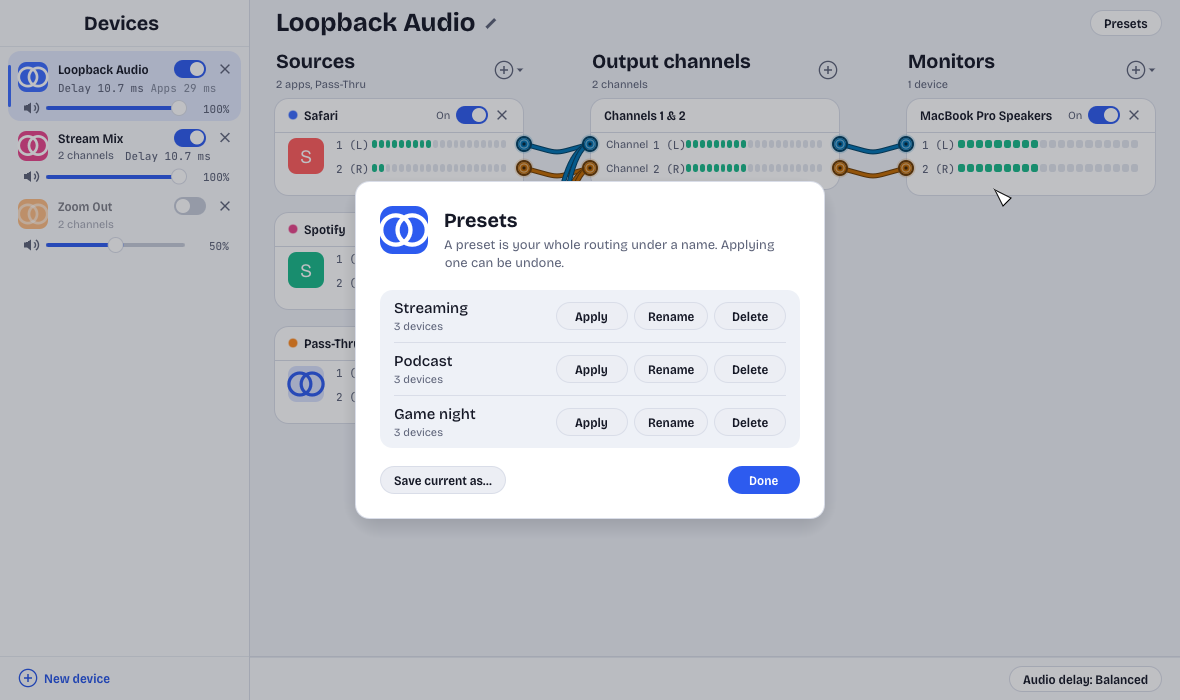 Devices
Loopback Audio
Delay 10.7 ms Apps 29 ms
100%
Stream Mix
2 channels Delay 10.7 ms
100%
Zoom Out
2 channels
50%
New device
Loopback Audio
Presets
Sources
2 apps, Pass-Thru
Safari
On
S
1 (L)
2 (R)
Spotify
S
1 (
2 (
Pass-Thru
1 (
2 (
Output channels
2 channels
Channels 1 & 2
Channel 1 (L)
Channel 2 (R)
Monitors
1 device
MacBook Pro Speakers
On
1 (L)
2 (R)
Presets
A preset is your whole routing under a name. Applying
one can be undone.
Streaming
3 devices
Apply Rename Delete
Podcast
3 devices
Apply Rename Delete
Game night
3 devices
Apply Rename Delete
Save current as...
Done
Audio delay: Balanced